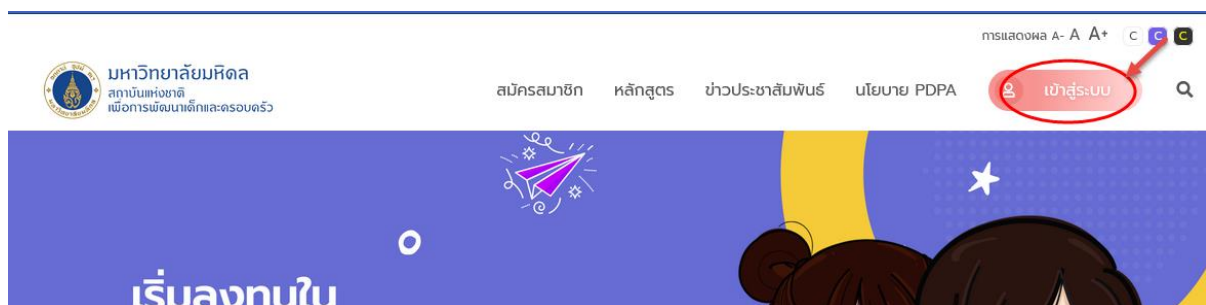 การแสดงผล A- A A+ C C C
มหาวิทยาลัยมหิดล
สถาบันแห่งชาติ
เพื่อการพัฒนาเด็กและครอบครัว
สมัครสมาชิก หลักสูตร ข่าวประชาสัมพันธ์ นโยบาย PDPA เข้าสู่ระบบ
เริ่มลงทุนใน